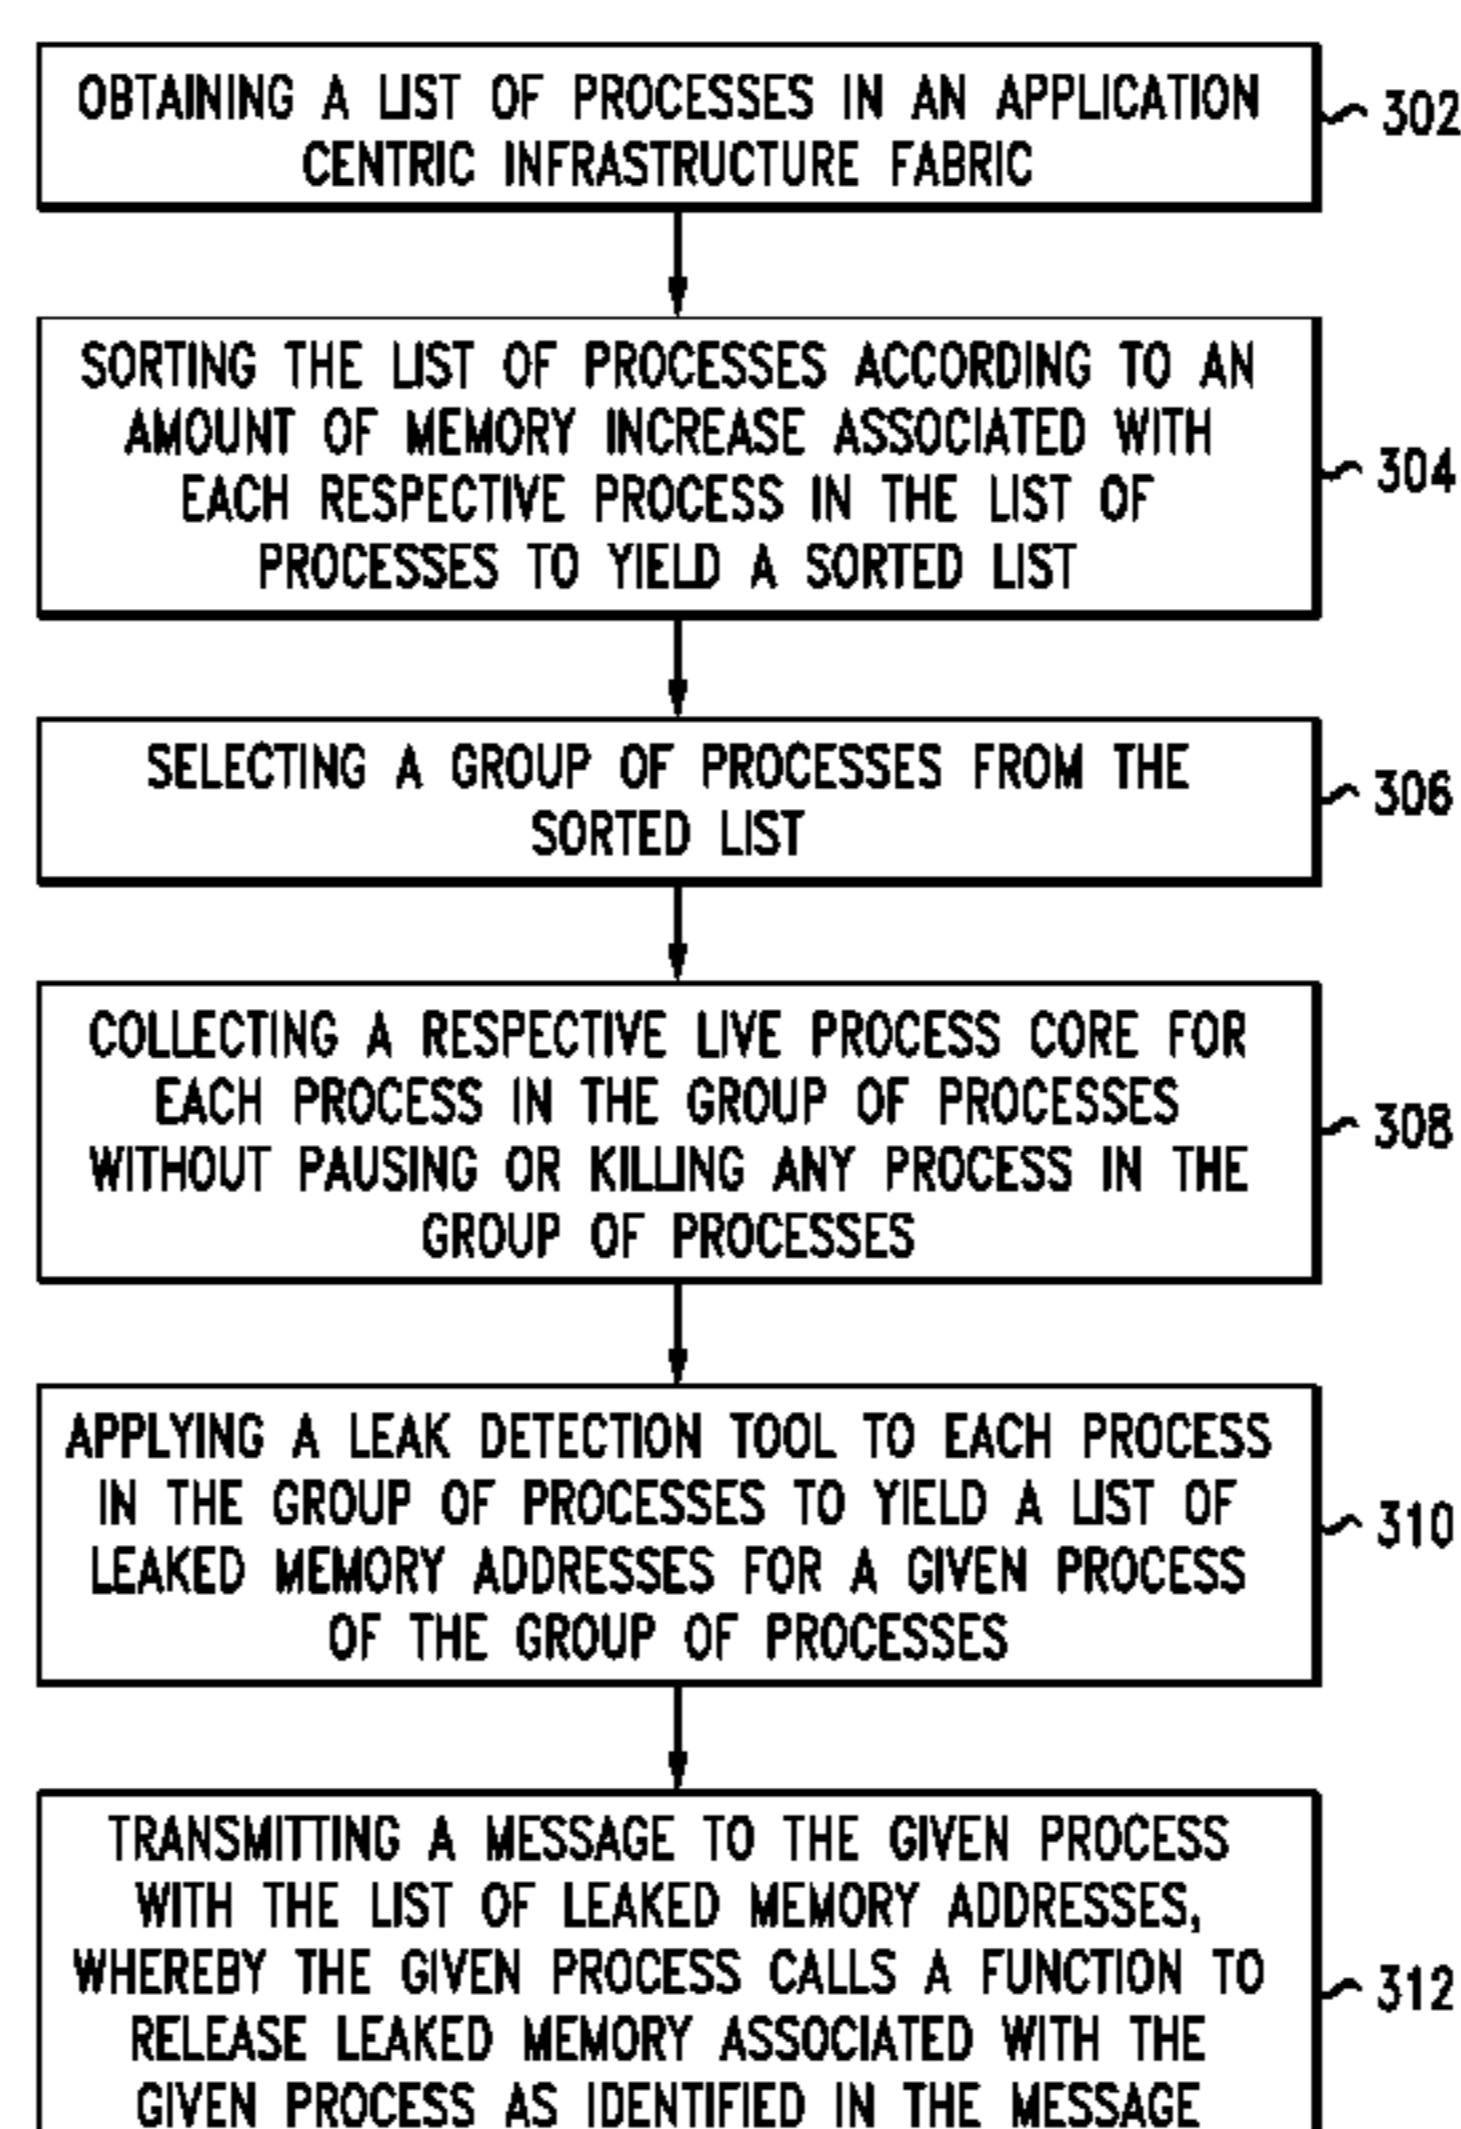 OBTAINING A LIST OF PROCESSES IN AN APPLICATION
CENTRIC INFRASTRUCTURE FABRIC
302
SORTING THE LIST OF PROCESSES ACCORDING TO AN
AMOUNT OF MEMORY INCREASE ASSOCIATED WITH
EACH RESPECTIVE PROCESS IN THE LIST OF
PROCESSES TO YIELD A SORTED LIST
304
SELECTING A GROUP OF PROCESSES FROM THE
SORTED LIST
306
COLLECTING A RESPECTIVE LIVE PROCESS CORE FOR
EACH PROCESS IN THE GROUP OF PROCESSES
WITHOUT PAUSING OR KILLING ANY PROCESS IN THE
GROUP OF PROCESSES
308
APPLYING A LEAK DETECTION TOOL TO EACH PROCESS
IN THE GROUP OF PROCESSES TO YIELD A LIST OF
LEAKED MEMORY ADDRESSES FOR A GIVEN PROCESS
OF THE GROUP OF PROCESSES
310
TRANSMITTING A MESSAGE TO THE GIVEN PROCESS
WITH THE LIST OF LEAKED MEMORY ADDRESSES,
WHEREBY THE GIVEN PROCESS CALLS A FUNCTION TO
RELEASE LEAKED MEMORY ASSOCIATED WITH THE
GIVEN PROCESS AS IDENTIFIED IN THE MESSAGE
312